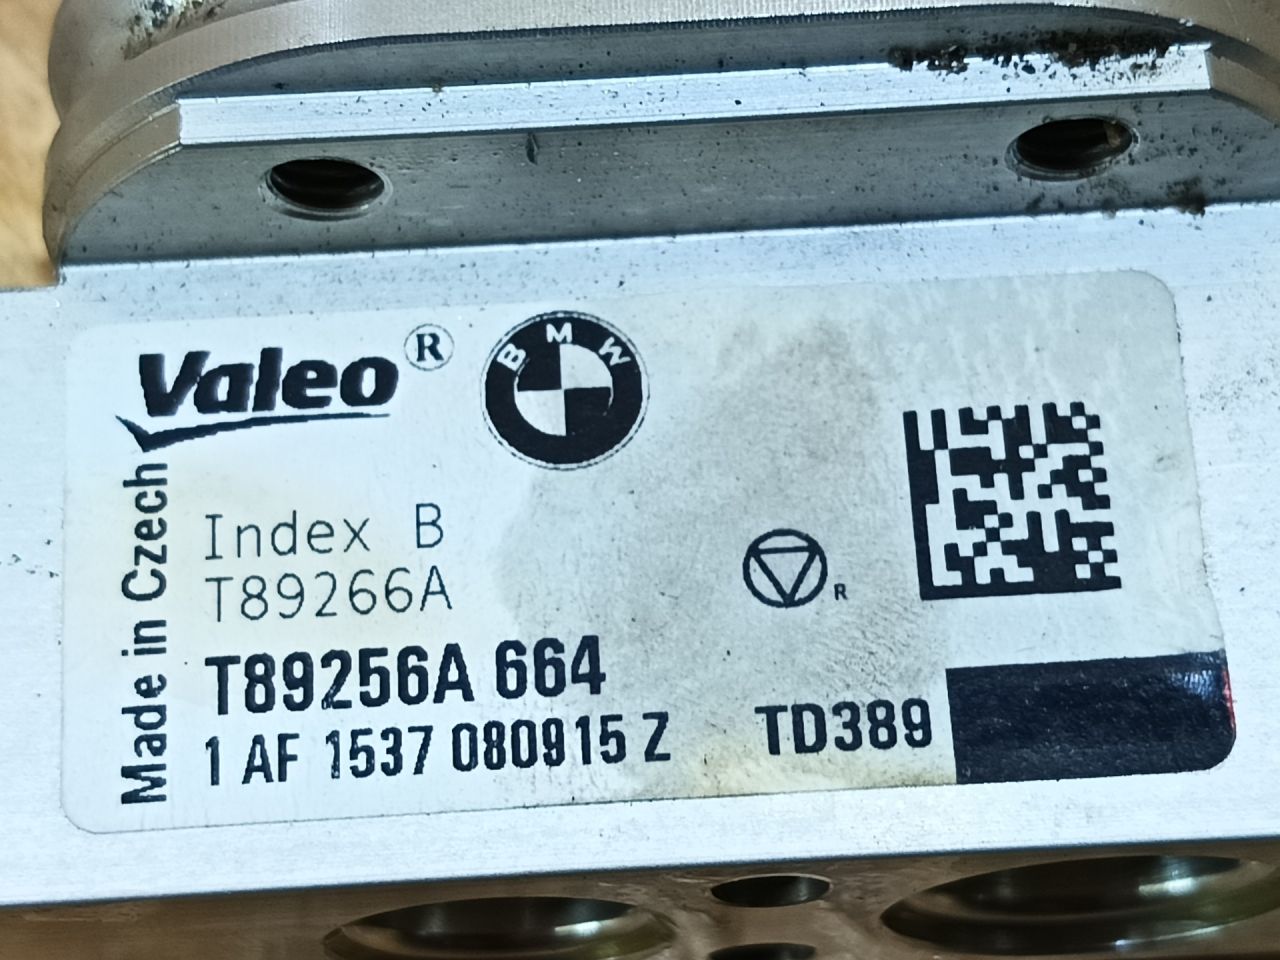 Valeo®
BMW
Made in Czech
Index B
T89266A
R
T89256A 664
1 AF 1537 080915 Z
TD389